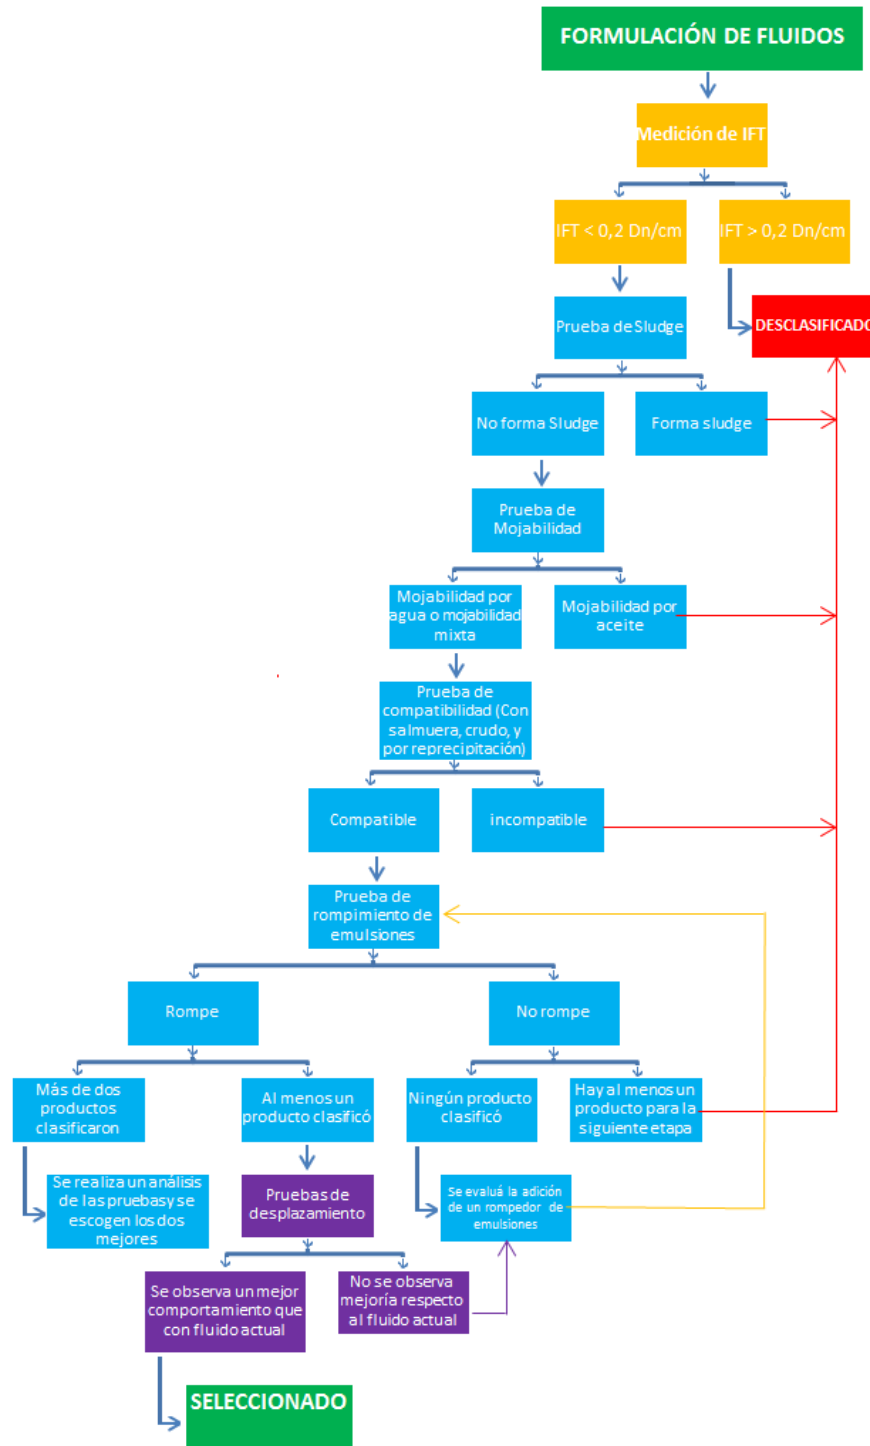 FORMULACIÓN DE FLUIDOS
Medición de IFT
IFT < 0,2 Dn/cm
IFT > 0,2 Dn/cm
Prueba de Sludge
DESCLASIFICADO
No forma Sludge
Forma sludge
Prueba de
Mojabilidad
Mojabilidad por
agua o mojabilidad
mixta
Mojabilidad por
aceite
Prueba de
compatibilidad (Con
salmuera, crudo, y
por reprecipitación)
Compatible
incompatible
Prueba de
rompimiento de
emulsiones
Rompe
No rompe
Más de dos
productos
clasificaron
Al menos un
producto clasificó
Ningún producto
clasificó
Hay al menos un
producto para la
siguiente etapa
Se realiza un análisis
de las pruebas y se
escogen los dos
mejores
Pruebas de
desplazamiento
Se evaluá la adición
de un rompedor de
emulsiones
Se observa un mejor
comportamiento que
con fluido actual
No se observa
mejoría respecto
al fluido actual
SELECCIONADO